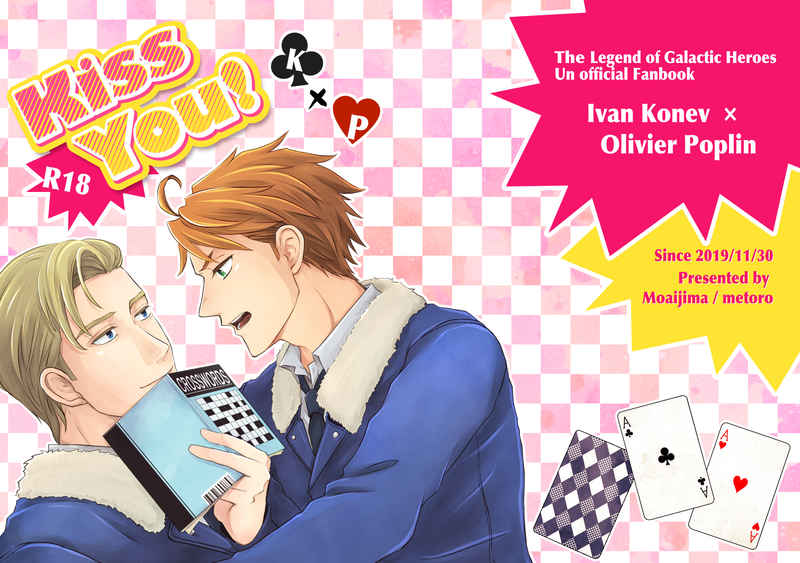 Kiss
You!
R18
K
×
P
The Legend of Galactic Heroes
Un official Fanbook
Ivan Konev ×
Olivier Poplin
Since 2019/11/30
Presented by
Moaijima / metoro
CROSSWORDS
A
A
A
A